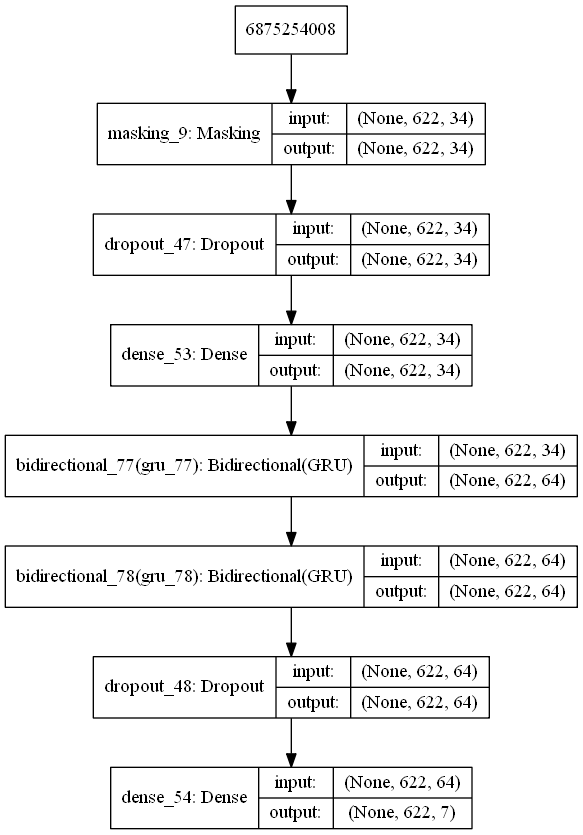 6875254008
masking_9: Masking
input: (None, 622, 34)
output: (None, 622, 34)
dropout_47: Dropout
input: (None, 622, 34)
output: (None, 622, 34)
dense_53: Dense
input: (None, 622, 34)
output: (None, 622, 34)
bidirectional_77(gru_77): Bidirectional(GRU)
input: (None, 622, 34)
output: (None, 622, 64)
bidirectional_78(gru_78): Bidirectional(GRU)
input: (None, 622, 64)
output: (None, 622, 64)
dropout_48: Dropout
input: (None, 622, 64)
output: (None, 622, 64)
dense_54: Dense
input: (None, 622, 64)
output: (None, 622, 7)